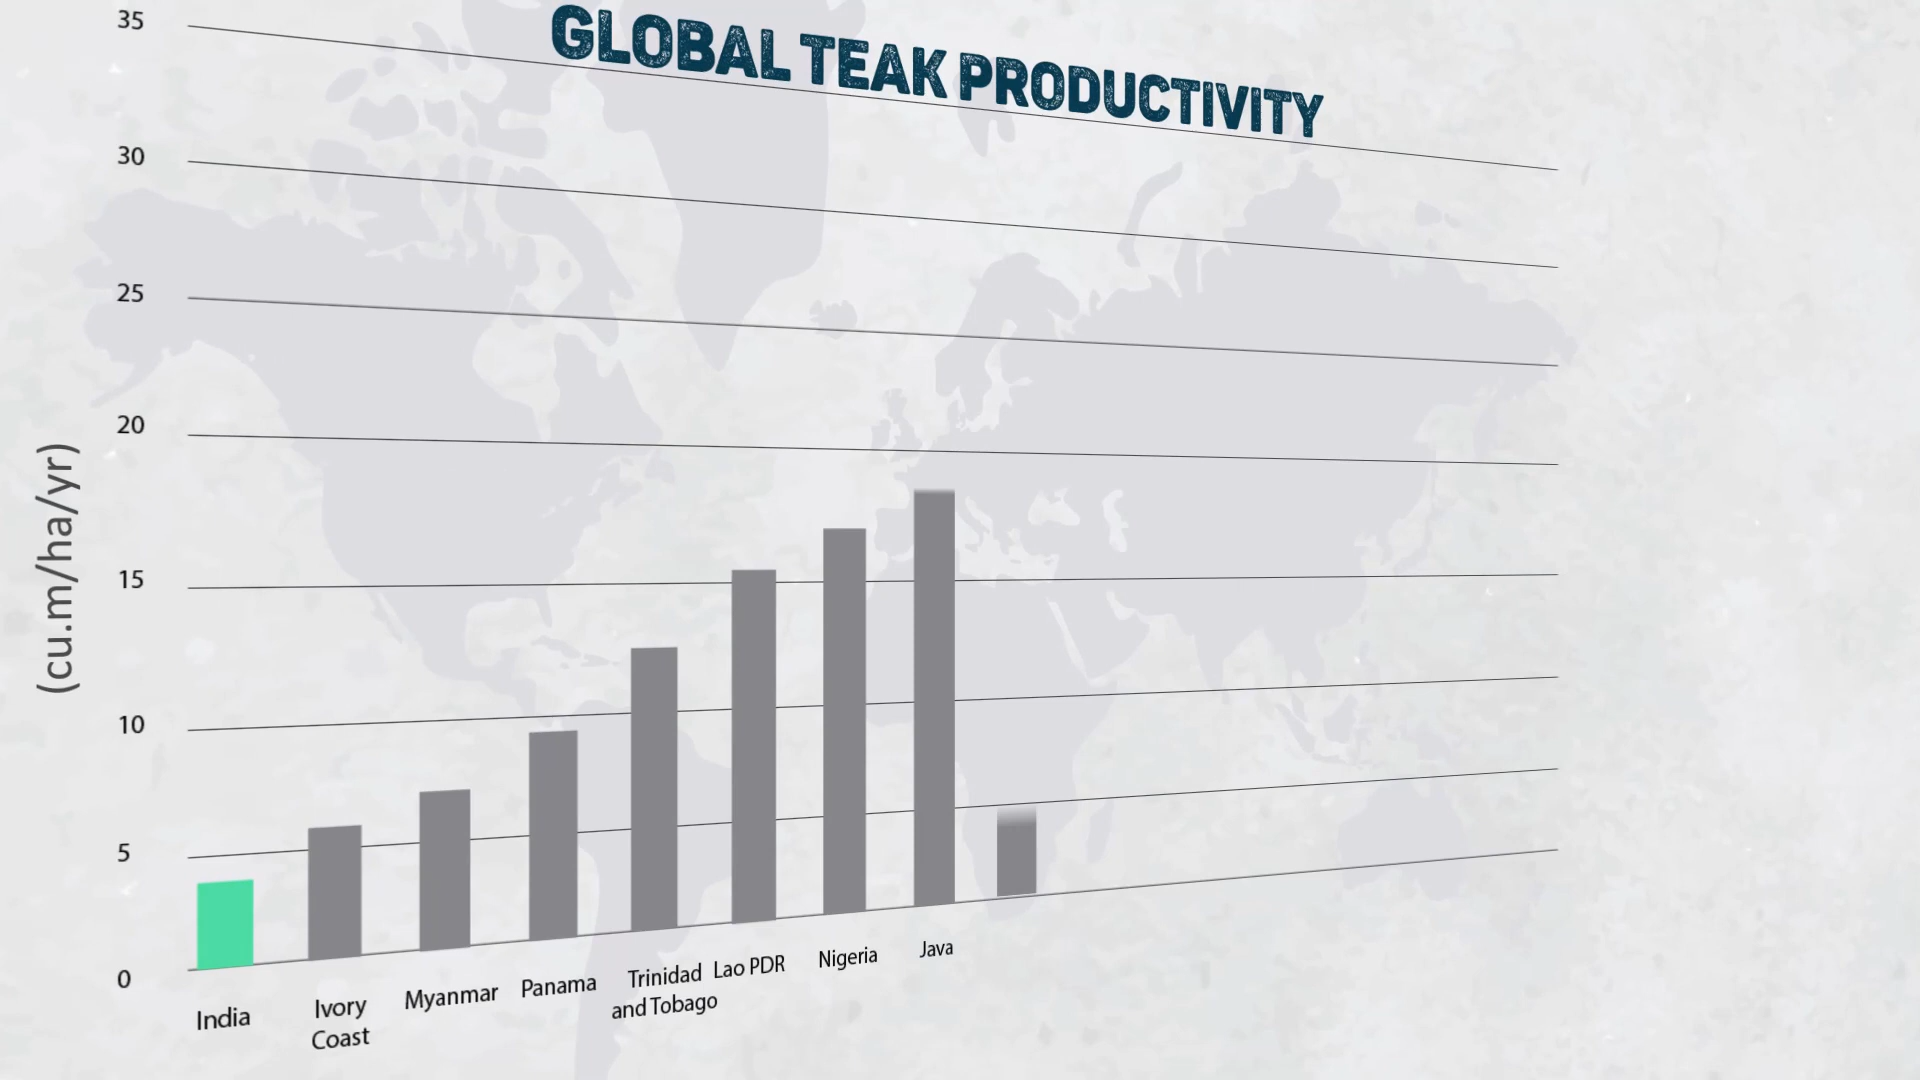 GLOBAL TEAK PRODUCTIVITY
35
30
25
20
15
10
5
0
(cu.m/ha/yr)
India
Ivory
Coast
Myanmar
Panama
Trinidad
and Tobago
Lao PDR
Nigeria
Java